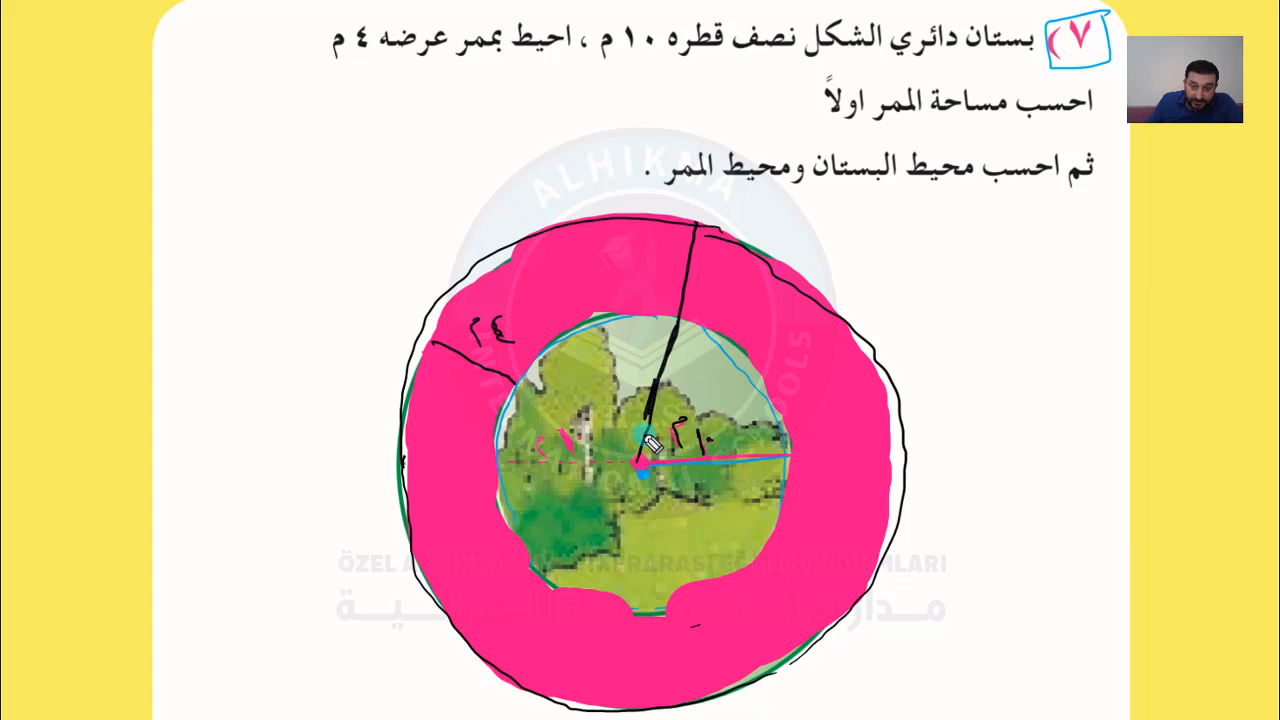 ٧) بستان دائري الشكل نصف قطره ١٠ م ، احيط بممر عرضه ٤ م
احسب مساحة الممر اولاً
ثم احسب محيط البستان ومحيط الممر .
ALHIKMA
٤ م
١٠ م